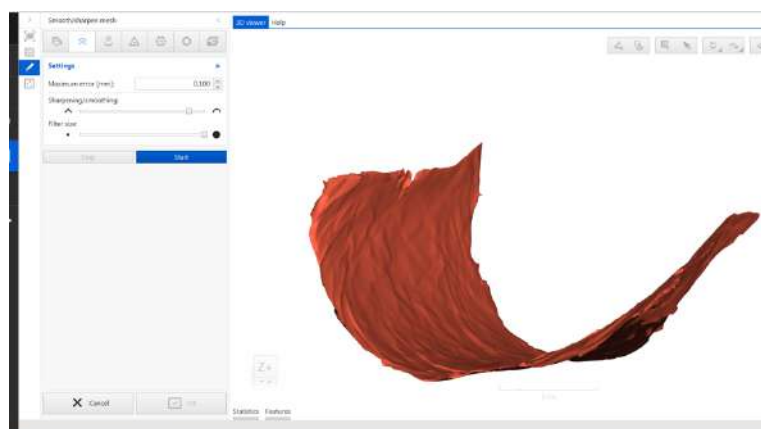 Smooth/sharpen mesh
3D viewer Help
Settings
Maximum error [mm]: 0.100
Sharpening/smoothing
Filter size
Start
Z+
Cancel
Statistics Features